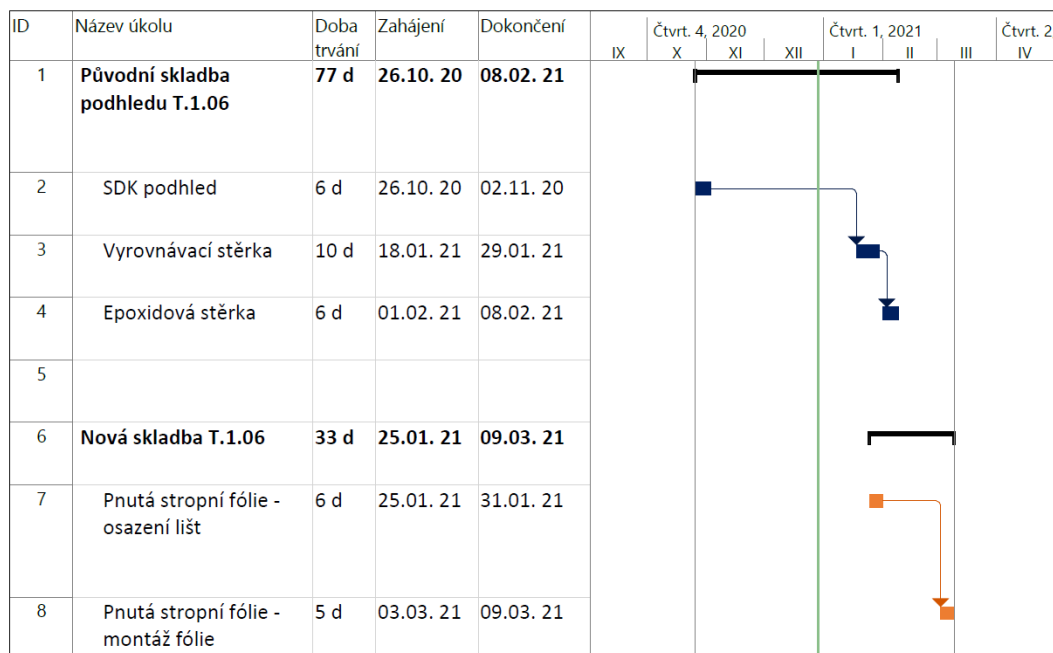 ID Název úkolu Doba trvání Zahájení Dokončení
Čtvrt. 4, 2020 Čtvrt. 1, 2021 Čtvrt. 2
IX X XI XII I II III IV
1 Původní skladba podhledu T.1.06 77 d 26.10. 20 08.02. 21
2 SDK podhled 6 d 26.10. 20 02.11. 20
3 Vyrovnávací stěrka 10 d 18.01. 21 29.01. 21
4 Epoxidová stěrka 6 d 01.02. 21 08.02. 21
5
6 Nová skladba T.1.06 33 d 25.01. 21 09.03. 21
7 Pnutá stropní fólie - osazení lišt 6 d 25.01. 21 31.01. 21
8 Pnutá stropní fólie - montáž fólie 5 d 03.03. 21 09.03. 21